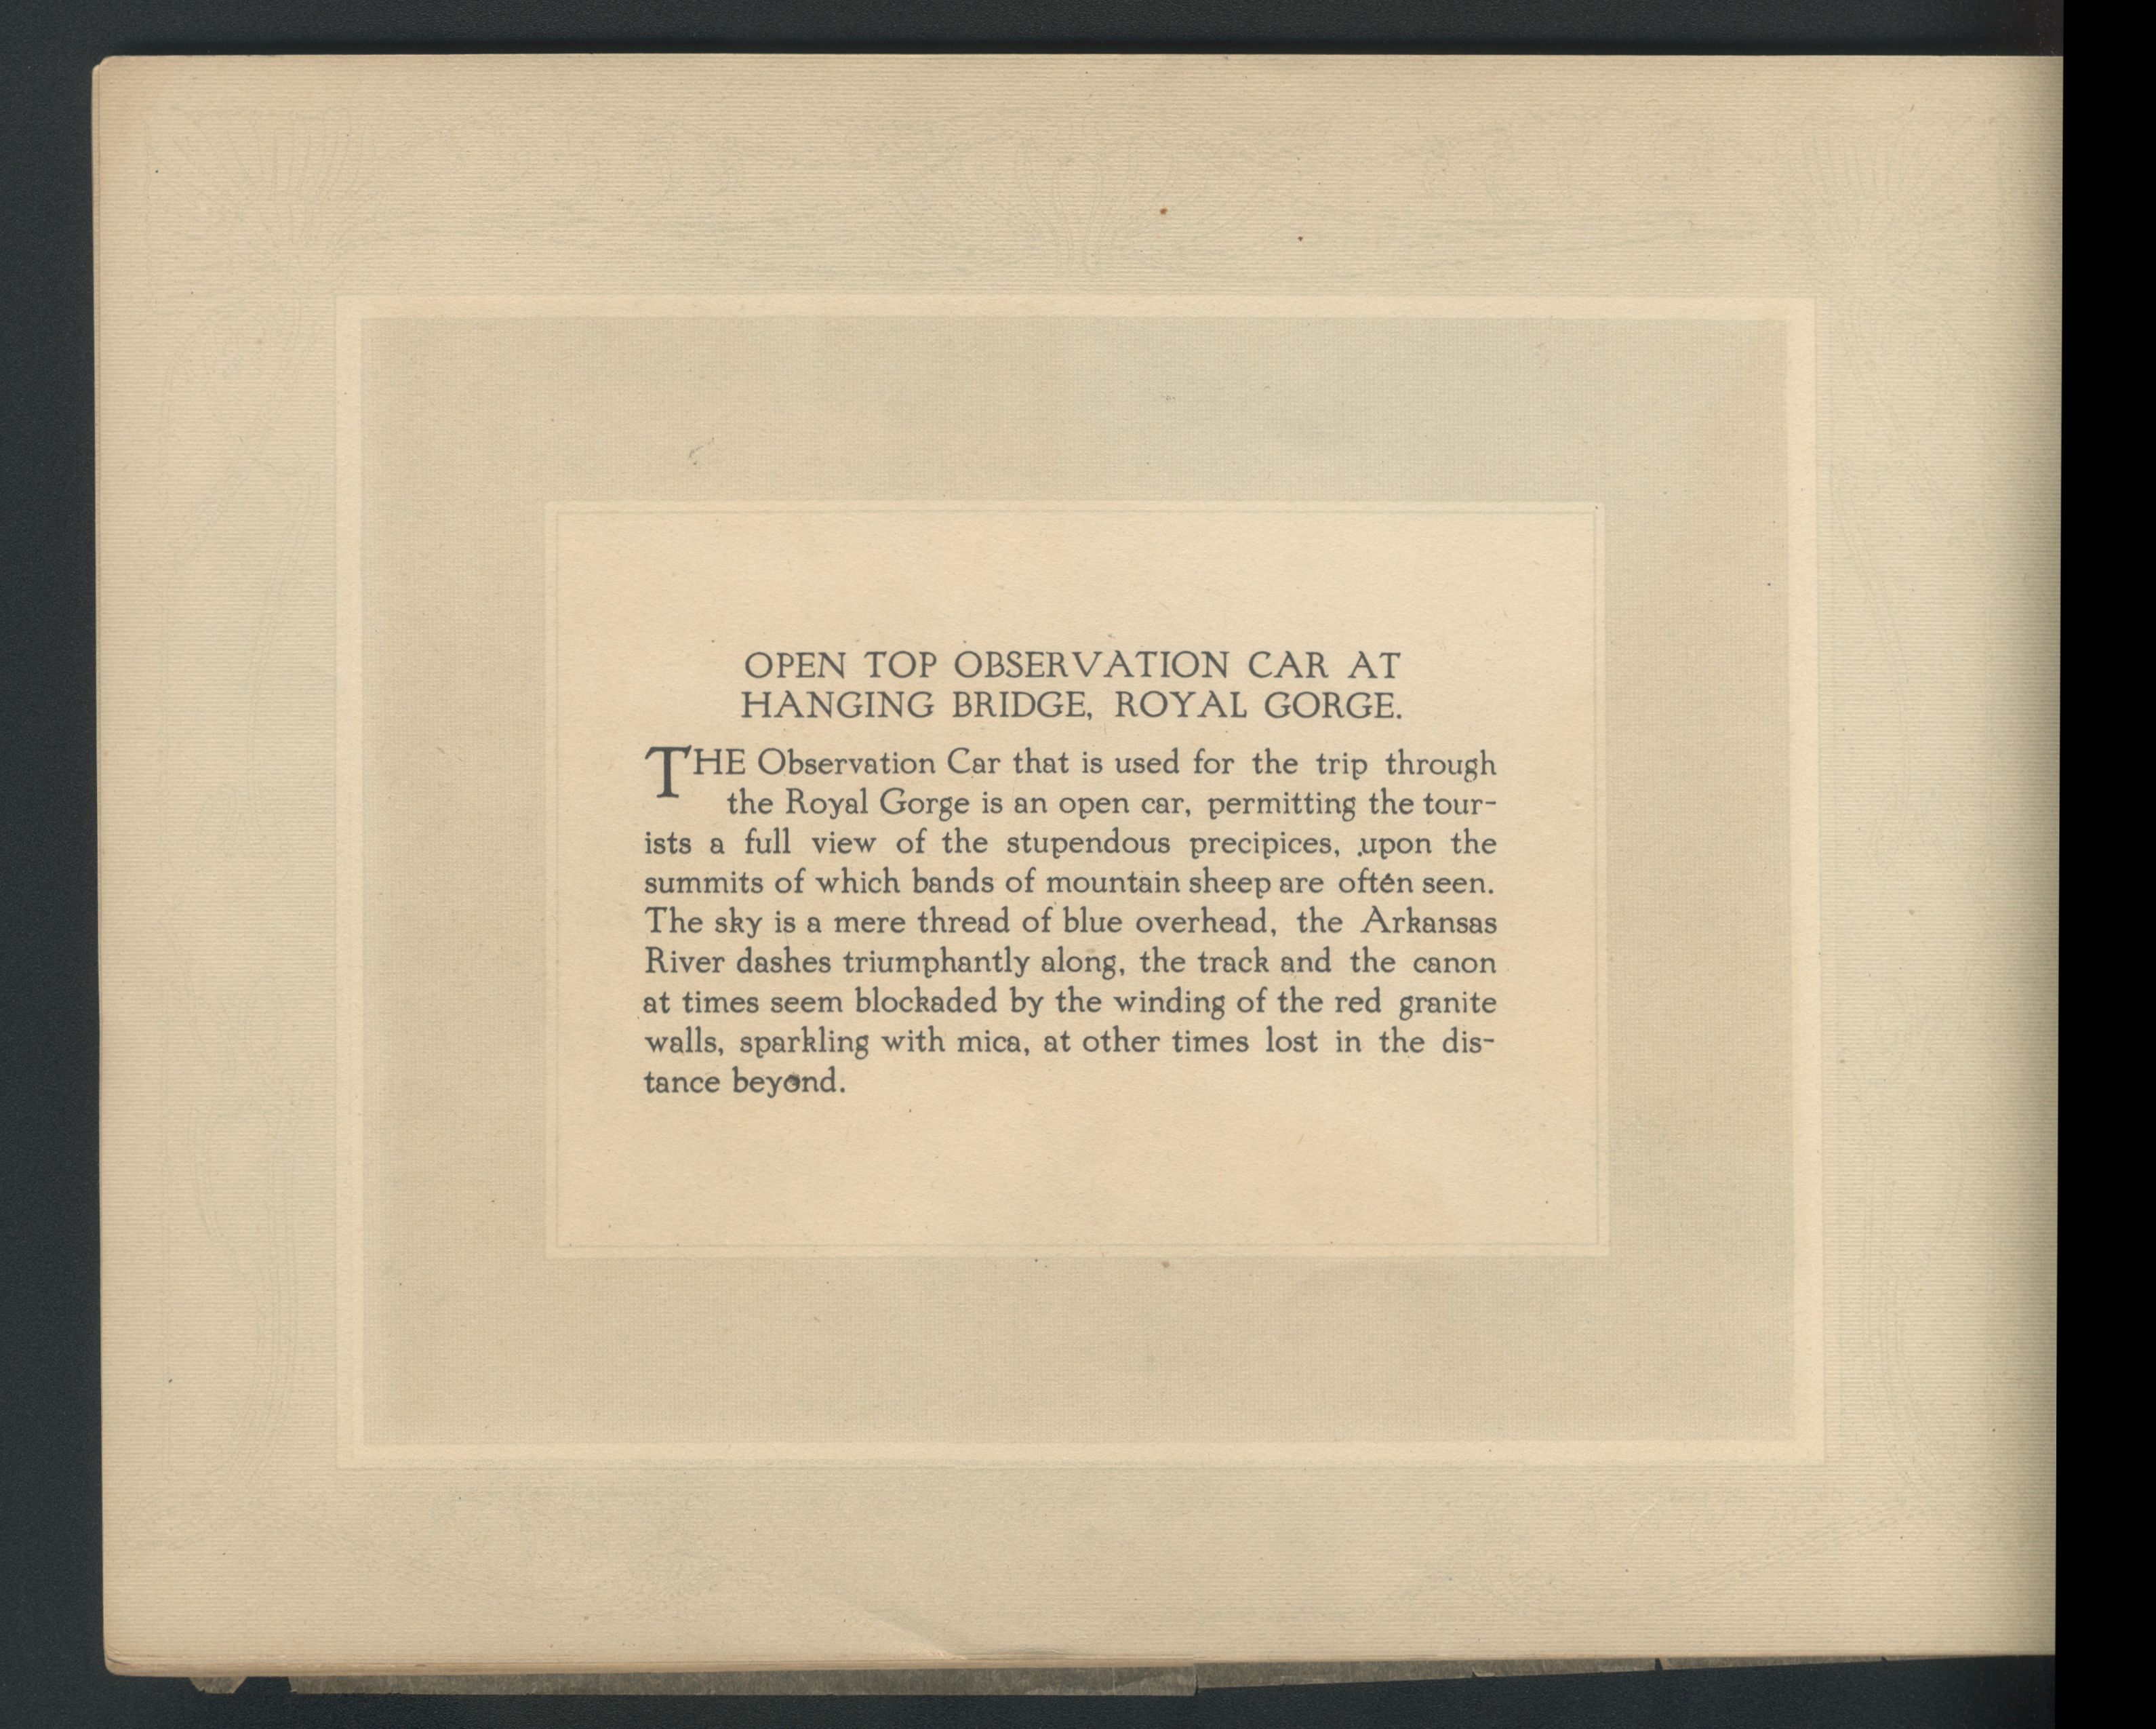 OPEN TOP OBSERVATION CAR AT
HANGING BRIDGE, ROYAL GORGE.
THE Observation Car that is used for the trip through
the Royal Gorge is an open car, permitting the tour-
ists a full view of the stupendous precipices, upon the
summits of which bands of mountain sheep are often seen.
The sky is a mere thread of blue overhead, the Arkansas
River dashes triumphantly along, the track and the canon
at times seem blockaded by the winding of the red granite
walls, sparkling with mica, at other times lost in the dis-
tance beyond.